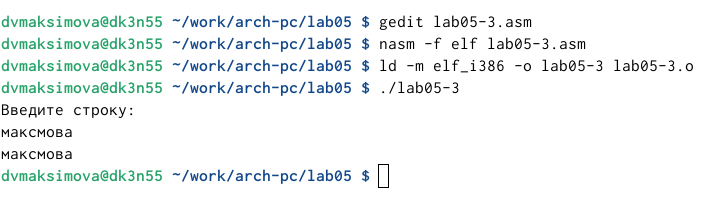 dvmaksimova@dk3n55 ~/work/arch-pc/lab05 $ gedit lab05-3.asm
dvmaksimova@dk3n55 ~/work/arch-pc/lab05 $ nasm -f elf lab05-3.asm
dvmaksimova@dk3n55 ~/work/arch-pc/lab05 $ ld -m elf_i386 -o lab05-3 lab05-3.o
dvmaksimova@dk3n55 ~/work/arch-pc/lab05 $ ./lab05-3
Введите строку:
максмова
максмова
dvmaksimova@dk3n55 ~/work/arch-pc/lab05 $